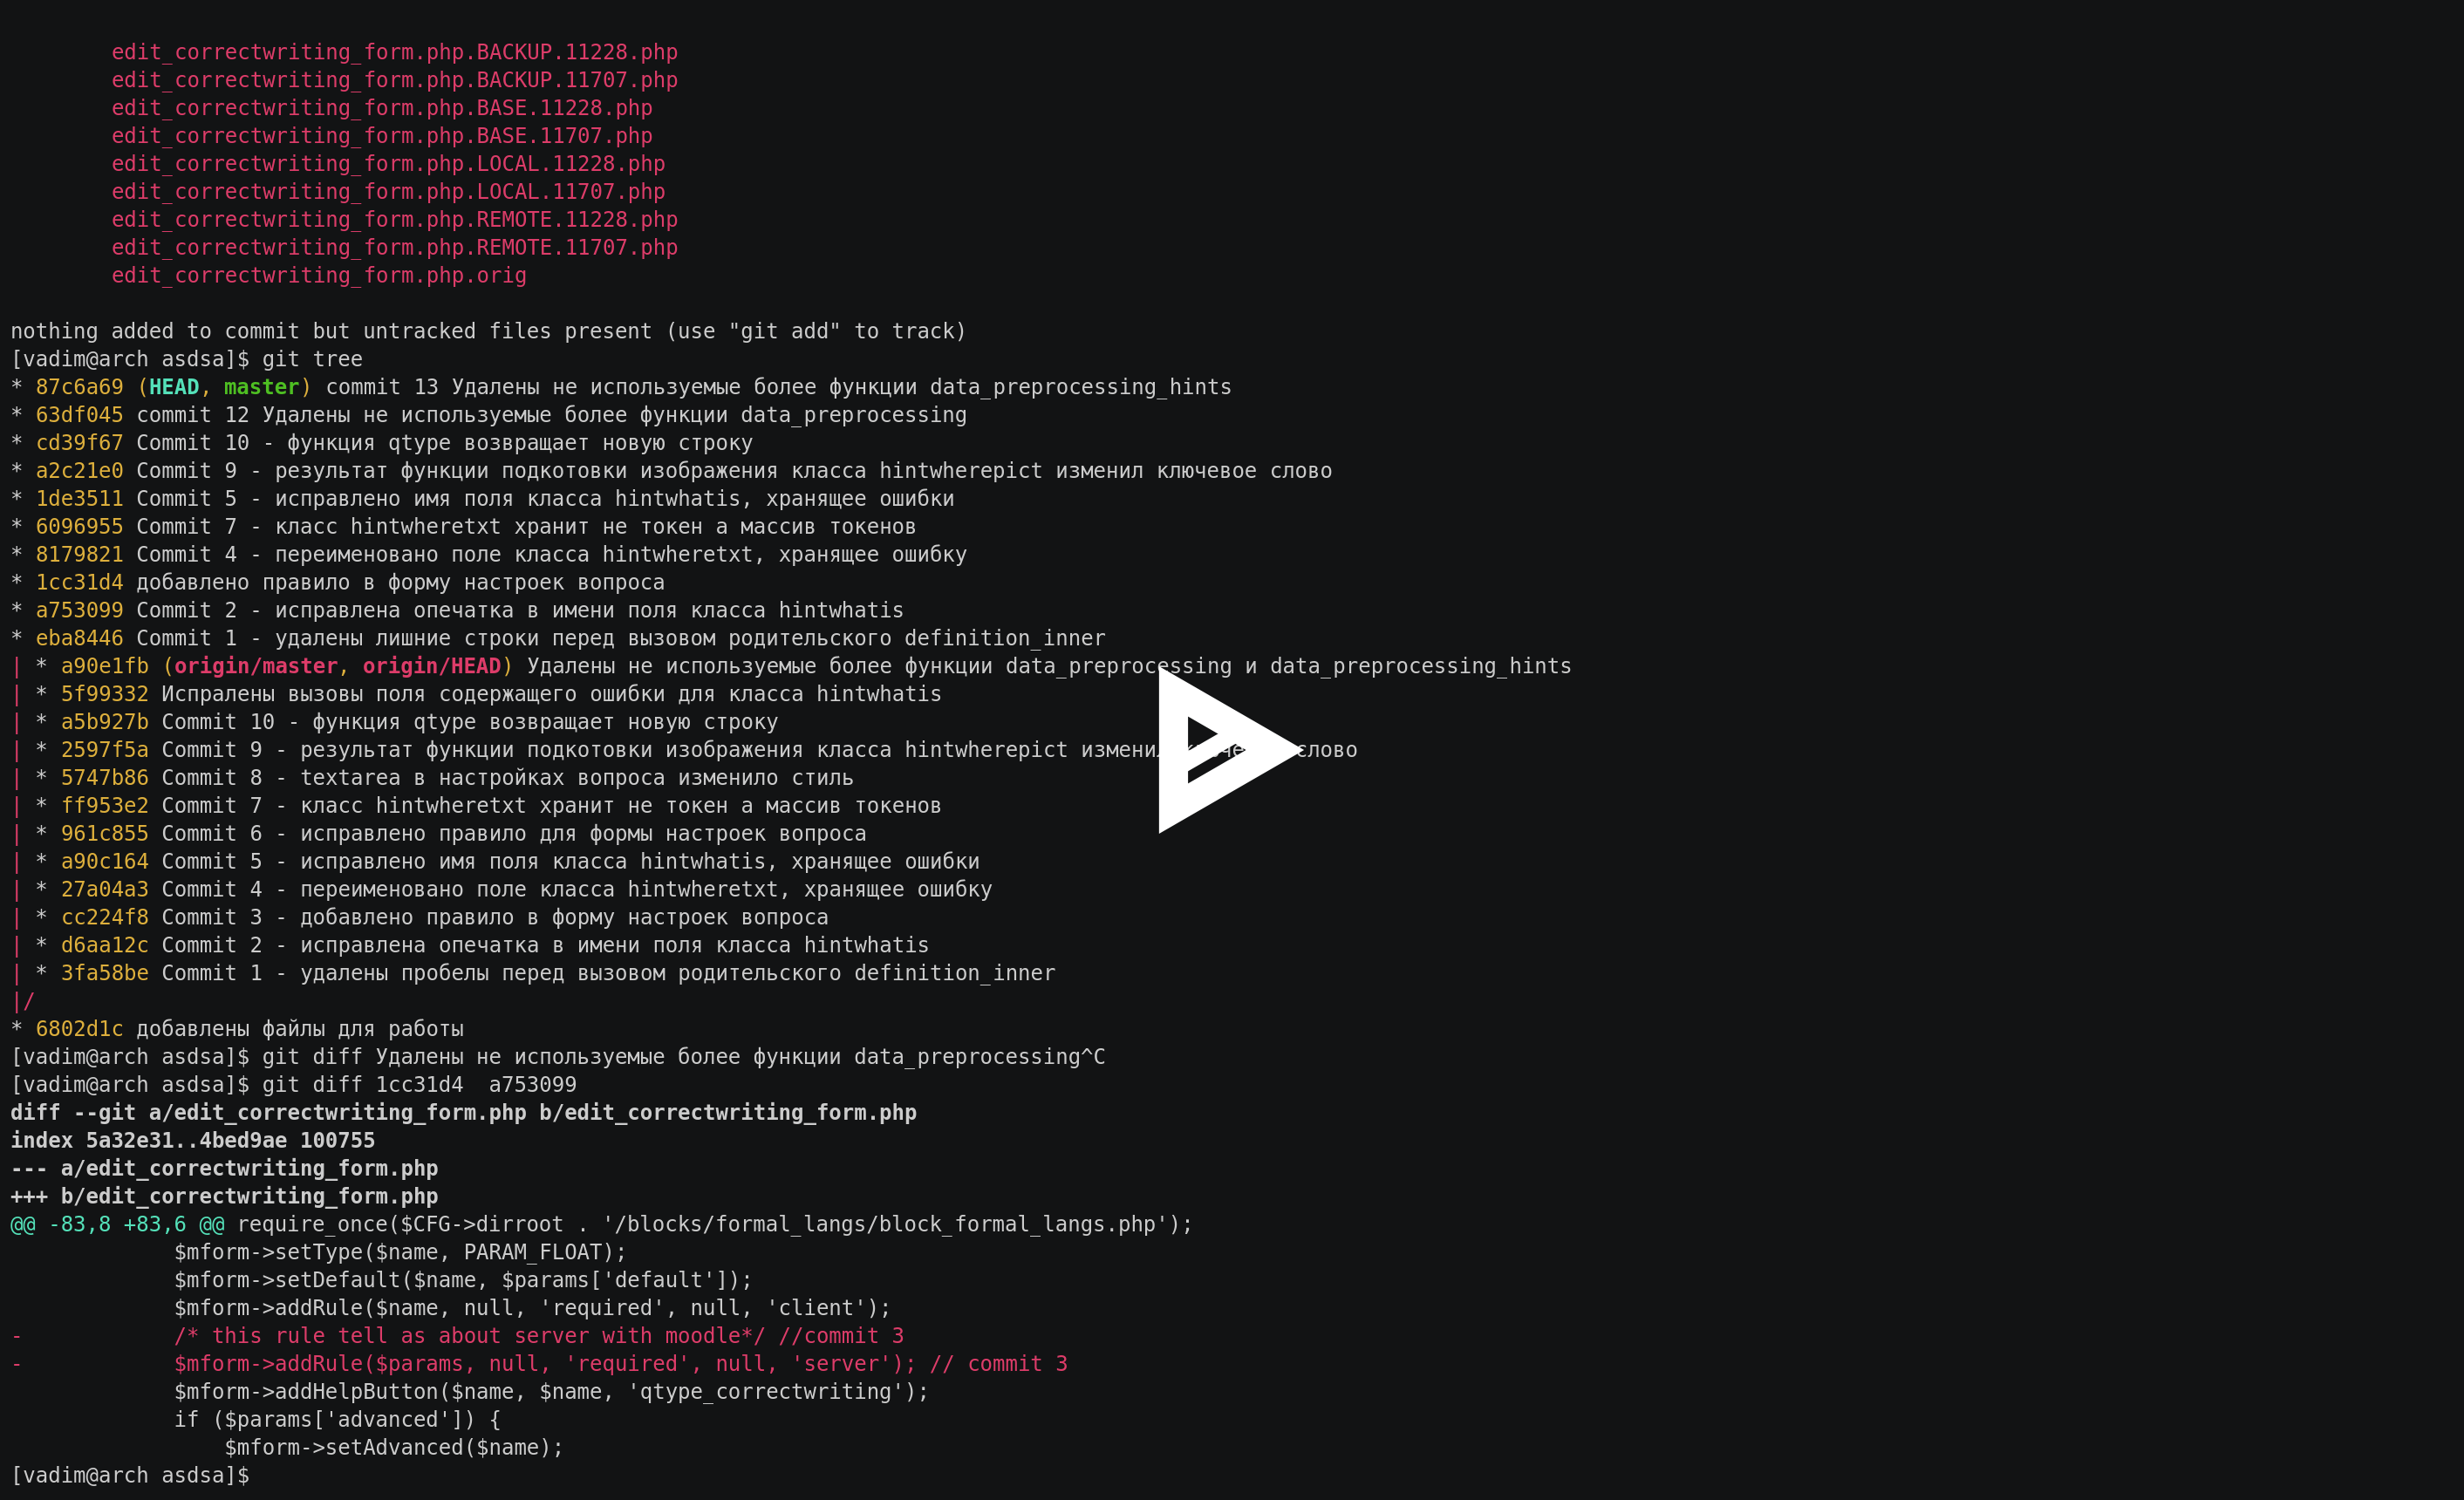 edit_correctwriting_form.php.BACKUP.11228.php
edit_correctwriting_form.php.BACKUP.11707.php
edit_correctwriting_form.php.BASE.11228.php
edit_correctwriting_form.php.BASE.11707.php
edit_correctwriting_form.php.LOCAL.11228.php
edit_correctwriting_form.php.LOCAL.11707.php
edit_correctwriting_form.php.REMOTE.11228.php
edit_correctwriting_form.php.REMOTE.11707.php
edit_correctwriting_form.php.orig
nothing added to commit but untracked files present (use "git add" to track)
[vadim@arch asdsa]$ git tree
* 87c6a69 (HEAD, master) commit 13 Удалены не используемые более функции data_preprocessing_hints
* 63df045 commit 12 Удалены не используемые более функции data_preprocessing
* cd39f67 Commit 10 - функция qtype возвращает новую строку
* a2c21e0 Commit 9 - результат функции подкотовки изображения класса hintwherepict изменил ключевое слово
* 1de3511 Commit 5 - исправлено имя поля класса hintwhatis, хранящее ошибки
* 6096955 Commit 7 - класс hintwheretxt хранит не токен а массив токенов
* 8179821 Commit 4 - переименовано поле класса hintwheretxt, хранящее ошибку
* 1cc31d4 добавлено правило в форму настроек вопроса
* a753099 Commit 2 - исправлена опечатка в имени поля класса hintwhatis
* eba8446 Commit 1 - удалены лишние строки перед вызовом родительского definition_inner
| * a90e1fb (origin/master, origin/HEAD) Удалены не используемые более функции data_preprocessing и data_preprocessing_hints
| * 5f99332 Испралены вызовы поля содержащего ошибки для класса hintwhatis
| * a5b927b Commit 10 - функция qtype возвращает новую строку
| * 2597f5a Commit 9 - результат функции подкотовки изображения класса hintwherepict изменил слово
| * 5747b86 Commit 8 - textarea в настройках вопроса изменило стиль
| * ff953e2 Commit 7 - класс hintwheretxt хранит не токен а массив токенов
| * 961c855 Commit 6 - исправлено правило для формы настроек вопроса
| * a90c164 Commit 5 - исправлено имя поля класса hintwhatis, хранящее ошибки
| * 27a04a3 Commit 4 - переименовано поле класса hintwheretxt, хранящее ошибку
| * cc224f8 Commit 3 - добавлено правило в форму настроек вопроса
| * d6aa12c Commit 2 - исправлена опечатка в имени поля класса hintwhatis
| * 3fa58be Commit 1 - удалены пробелы перед вызовом родительского definition_inner
|/
* 6802d1c добавлены файлы для работы
[vadim@arch asdsa]$ git diff Удалены не используемые более функции data_preprocessing^C
[vadim@arch asdsa]$ git diff 1cc31d4  a753099
diff --git a/edit_correctwriting_form.php b/edit_correctwriting_form.php
index 5a32e31..4bed9ae 100755
--- a/edit_correctwriting_form.php
+++ b/edit_correctwriting_form.php
@@ -83,8 +83,6 @@ require_once($CFG->dirroot . '/blocks/formal_langs/block_formal_langs.php');
             $mform->setType($name, PARAM_FLOAT);
             $mform->setDefault($name, $params['default']);
             $mform->addRule($name, null, 'required', null, 'client');
-            /* this rule tell as about server with moodle*/ //commit 3
-            $mform->addRule($params, null, 'required', null, 'server'); // commit 3
             $mform->addHelpButton($name, $name, 'qtype_correctwriting');
             if ($params['advanced']) {
                 $mform->setAdvanced($name);
[vadim@arch asdsa]$